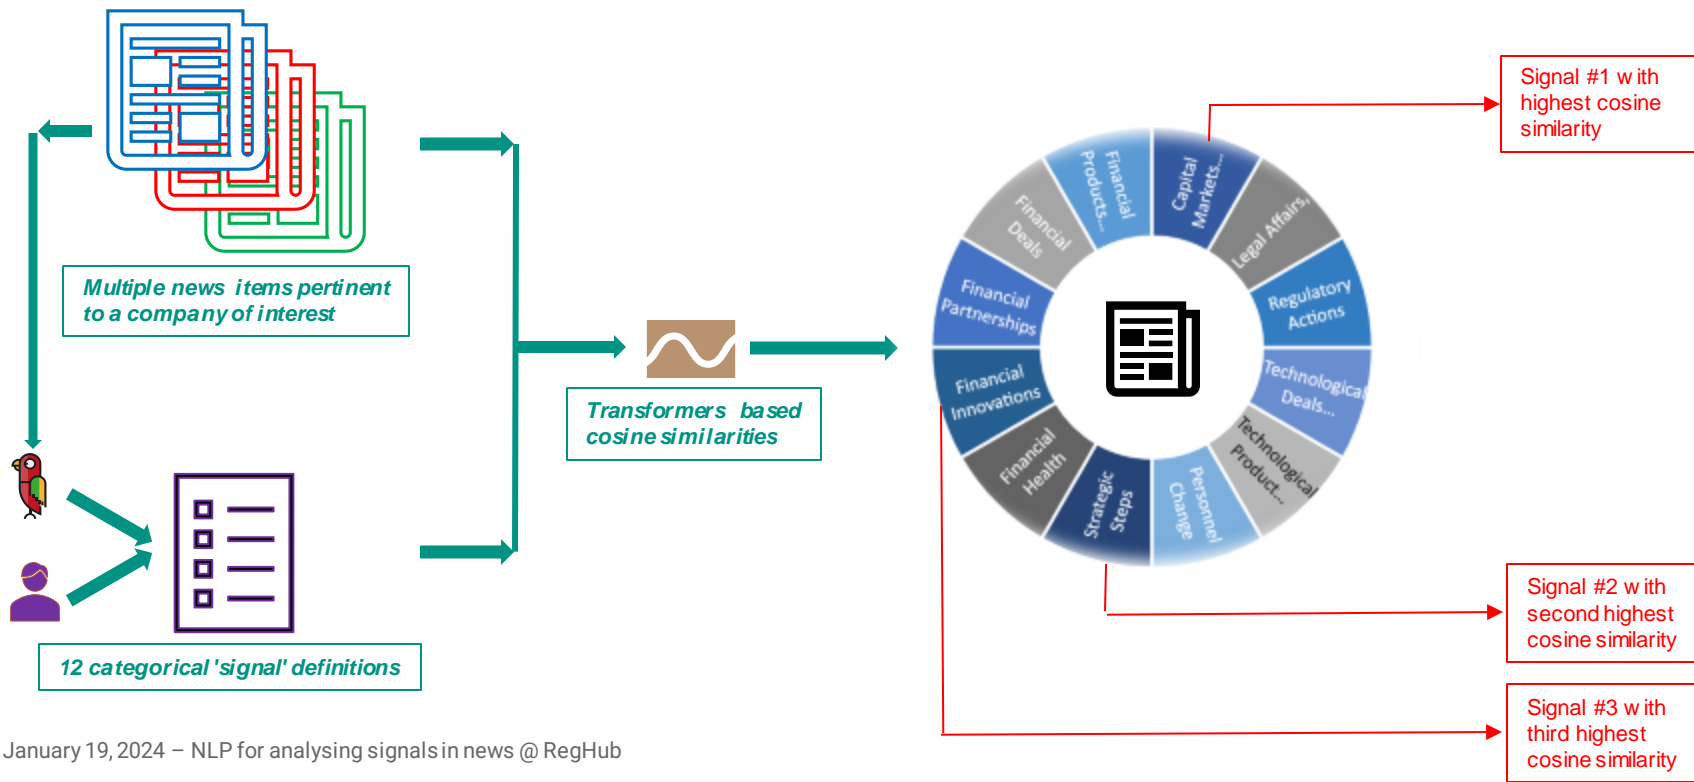 Multiple news items pertinent
to a company of interest
12 categorical 'signal' definitions
Transformers based
cosine similarities
Capital
Markets...
Legal Affairs,
Regulatory
Actions
Technological
Deals...
Technological
Product...
Personnel
Change
Strategic
Steps
Financial
Health
Financial
Innovations
Financial
Partnerships
Financial
Deals
Financial
Products...
Signal #1 with
highest cosine
similarity
Signal #2 with
second highest
cosine similarity
Signal #3 with
third highest
cosine similarity
January 19, 2024 – NLP for analysing signals in news @ RegHub